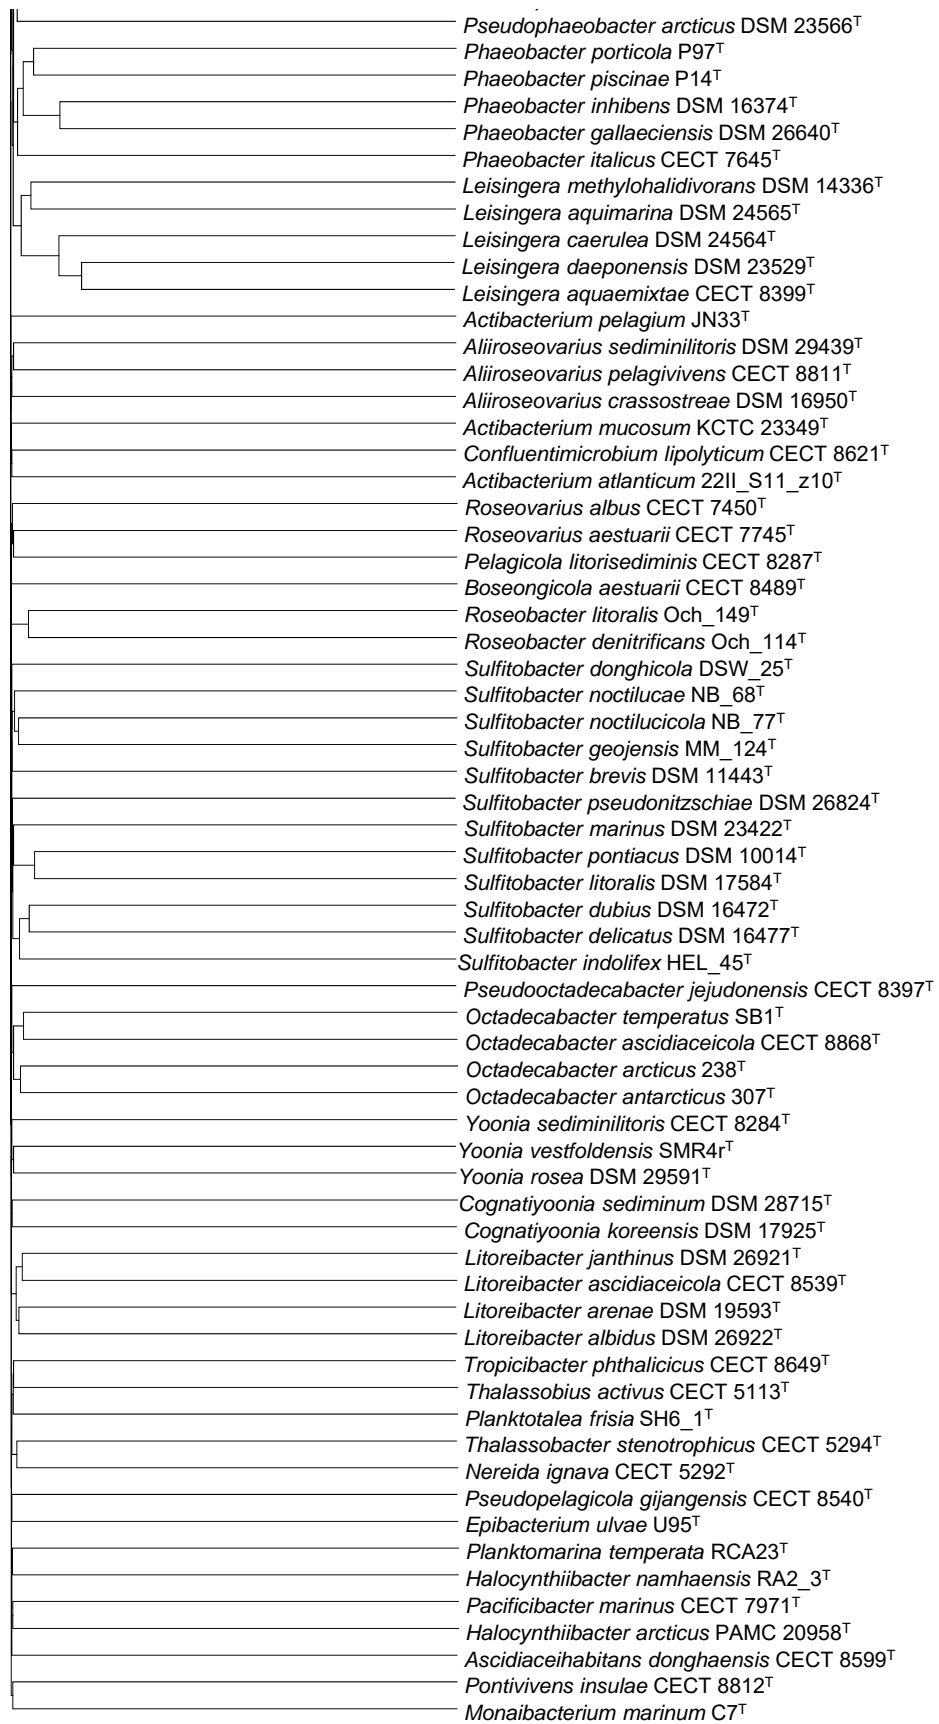 Pseudophaeobacter arcticus DSM 23566ᵀ
Phaeobacter porticola P97ᵀ
Phaeobacter piscinae P14ᵀ
Phaeobacter inhibens DSM 16374ᵀ
Phaeobacter gallaeciensis DSM 26640ᵀ
Phaeobacter italicus CECT 7645ᵀ
Leisingera methylohalidivorans DSM 14336ᵀ
Leisingera aquimarina DSM 24565ᵀ
Leisingera caerulea DSM 24564ᵀ
Leisingera daeponensis DSM 23529ᵀ
Leisingera aquaemixtae CECT 8399ᵀ
Actibacterium pelagium JN33ᵀ
Aliiroseovarius sediminilitoris DSM 29439ᵀ
Aliiroseovarius pelagivivens CECT 8811ᵀ
Aliiroseovarius crassostreae DSM 16950ᵀ
Actibacterium mucosum KCTC 23349ᵀ
Confluentimicrobium lipolyticum CECT 8621ᵀ
Actibacterium atlanticum 22II_S11_z10ᵀ
Roseovarius albus CECT 7450ᵀ
Roseovarius aestuarii CECT 7745ᵀ
Pelagicola litorisediminis CECT 8287ᵀ
Boseongicola aestuarii CECT 8489ᵀ
Roseobacter litoralis Och_149ᵀ
Roseobacter denitrificans Och_114ᵀ
Sulfitobacter donghicola DSW_25ᵀ
Sulfitobacter noctilucae NB_68ᵀ
Sulfitobacter noctilucicola NB_77ᵀ
Sulfitobacter geojensis MM_124ᵀ
Sulfitobacter brevis DSM 11443ᵀ
Sulfitobacter pseudonitzschiae DSM 26824ᵀ
Sulfitobacter marinus DSM 23422ᵀ
Sulfitobacter pontiacus DSM 10014ᵀ
Sulfitobacter litoralis DSM 17584ᵀ
Sulfitobacter dubius DSM 16472ᵀ
Sulfitobacter delicatus DSM 16477ᵀ
Sulfitobacter indolifex HEL_45ᵀ
Pseudooctadecabacter jejudonensis CECT 8397ᵀ
Octadecabacter temperatus SB1ᵀ
Octadecabacter ascidiaceicola CECT 8868ᵀ
Octadecabacter arcticus 238ᵀ
Octadecabacter antarcticus 307ᵀ
Yoonia sediminilitoris CECT 8284ᵀ
Yoonia vestfoldensis SMR4rᵀ
Yoonia rosea DSM 29591ᵀ
Cognatiyoonia sediminum DSM 28715ᵀ
Cognatiyoonia koreensis DSM 17925ᵀ
Litoreibacter janthinus DSM 26921ᵀ
Litoreibacter ascidiaceicola CECT 8539ᵀ
Litoreibacter arenae DSM 19593ᵀ
Litoreibacter albidus DSM 26922ᵀ
Tropicibacter phthalicicus CECT 8649ᵀ
Thalassobius activus CECT 5113ᵀ
Planktotalea frisia SH6_1ᵀ
Thalassobacter stenotrophicus CECT 5294ᵀ
Nereida ignava CECT 5292ᵀ
Pseudopelagicola gijangensis CECT 8540ᵀ
Epibacterium ulvae U95ᵀ
Planktomarina temperata RCA23ᵀ
Halocynthiibacter namhaensis RA2_3ᵀ
Pacificibacter marinus CECT 7971ᵀ
Halocynthiibacter arcticus PAMC 20958ᵀ
Ascidiaceihabitans donghaensis CECT 8599ᵀ
Pontivivens insulae CECT 8812ᵀ
Monaibacterium marinum C7ᵀ